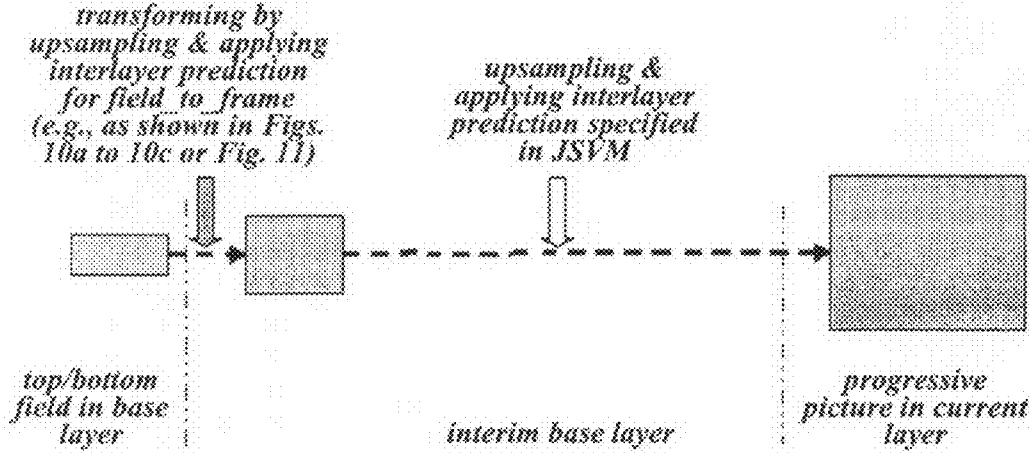 transforming by
upsampling & applying
interlayer prediction
for field_to_frame
(e.g., as shown in Figs.
10a to 10c or Fig. 11)
upsampling &
applying interlayer
prediction specified
in JSVM
top/bottom
field in base
layer
interim base layer
progressive
picture in current
layer